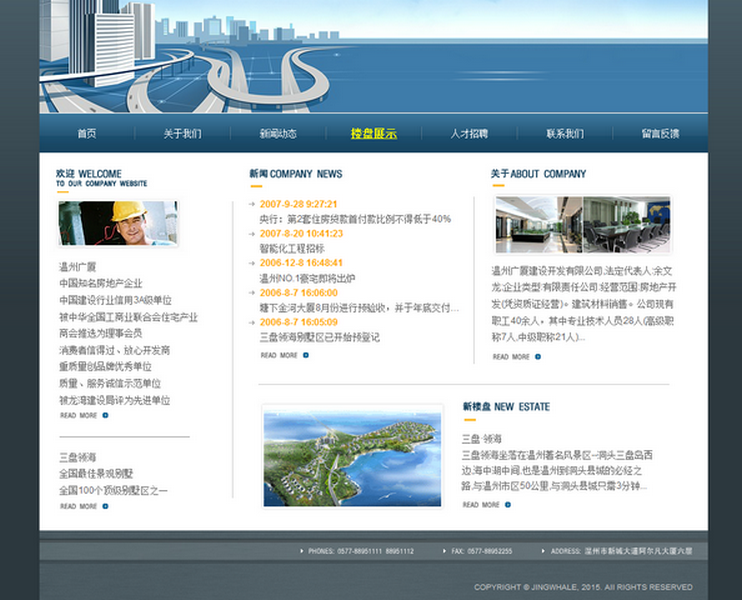 首页
关于我们
新闻动态
楼盘展示
人才招聘
联系我们
留言反馈
欢迎 WELCOME
TO OUR COMPANY WEBSITE
温州广厦
中国知名房地产企业
中国建设行业信用3A级单位
被中华全国工商业联合会住宅产业
商会推选为理事会员
消费者信得过、放心开发商
重质量创品牌优秀单位
质量、服务诚信示范单位
被龙湾建设局评为先进单位
READ MORE
三盘领海
全国最佳景观别墅
全国100个顶级别墅区之一
READ MORE
新闻 COMPANY NEWS
2007-9-28 9:27:21
央行：第2套住房贷款首付款比例不得低于40%
2007-8-20 10:41:23
智能化工程招标
2006-12-8 16:48:41
温州NO.1豪宅即将出炉
2006-8-7 16:06:00
塘下金河大厦8月份进行预验收，并于年底交付...
2006-8-7 16:05:09
三盘领海别墅区已开始预登记
READ MORE
关于 ABOUT COMPANY
温州广厦建设开发有限公司;法定代表人:余文
龙;企业类型:有限责任公司;经营范围:房地产开
发(凭资质证经营)。建筑材料销售。公司现有
职工40余人，其中专业技术人员28人(高级职
称7人,中级职称21人)...
READ MORE
新楼盘 NEW ESTATE
三盘·领海
三盘领海坐落在温州著名风景区--洞头三盘岛西
边,海中湖中间,也是温州到洞头县城的必经之
路,与温州市区50公里,与洞头县城只需3分钟...
READ MORE
PHONES: 0577-88951111 88951112
FAX: 0577-88952255
ADDRESS: 温州市新城大道阿尔凡大厦六层
COPYRIGHT © JINGWHALE, 2015. All RIGHTS RESERVED